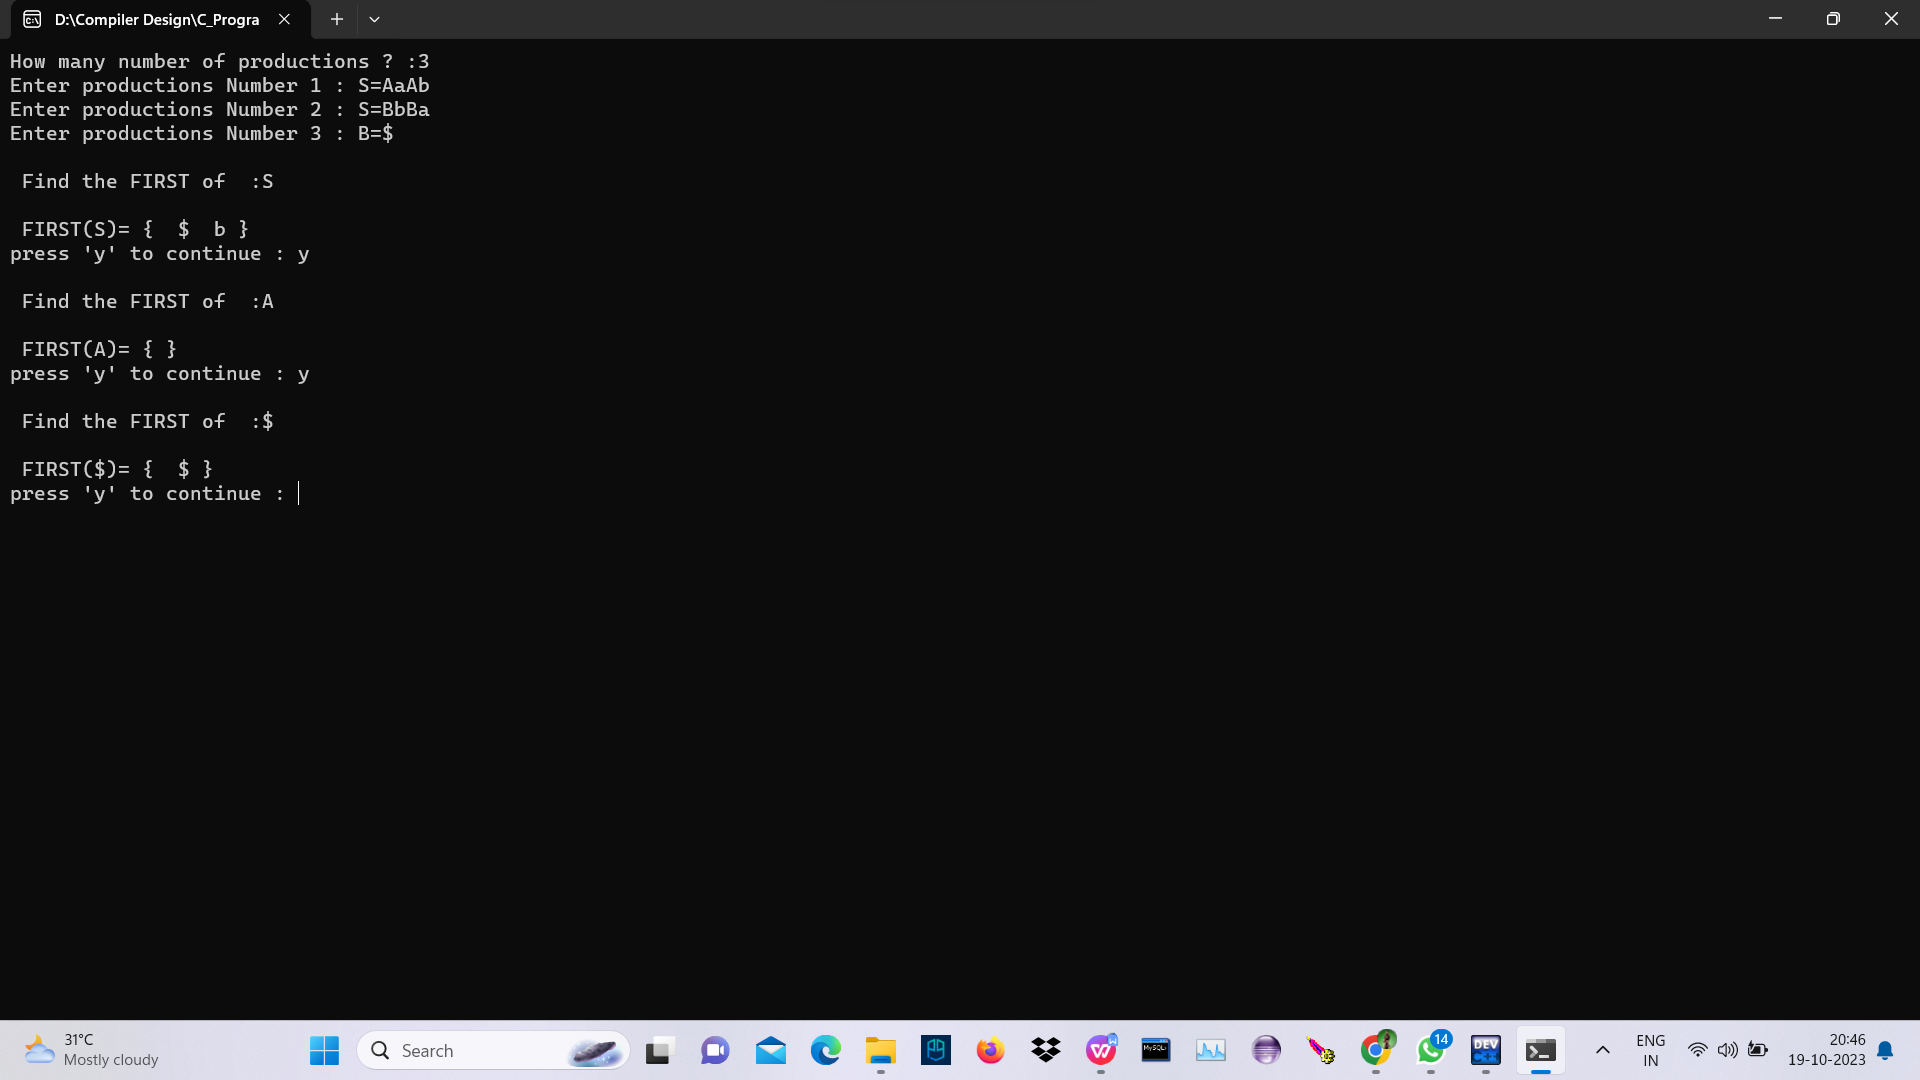 D:\Compiler Design\C_Progra
How many number of productions ? :3
Enter productions Number 1 : S=AaAb
Enter productions Number 2 : S=BbBa
Enter productions Number 3 : B=$
Find the FIRST of  :S
FIRST(S)= {  $  b }
press 'y' to continue : y
Find the FIRST of  :A
FIRST(A)= { }
press 'y' to continue : y
Find the FIRST of  :$
FIRST($)= {  $ }
press 'y' to continue :
31°C
Mostly cloudy
Search
MySQL
14
DEV
C++
ENG
IN
20:46
19-10-2023